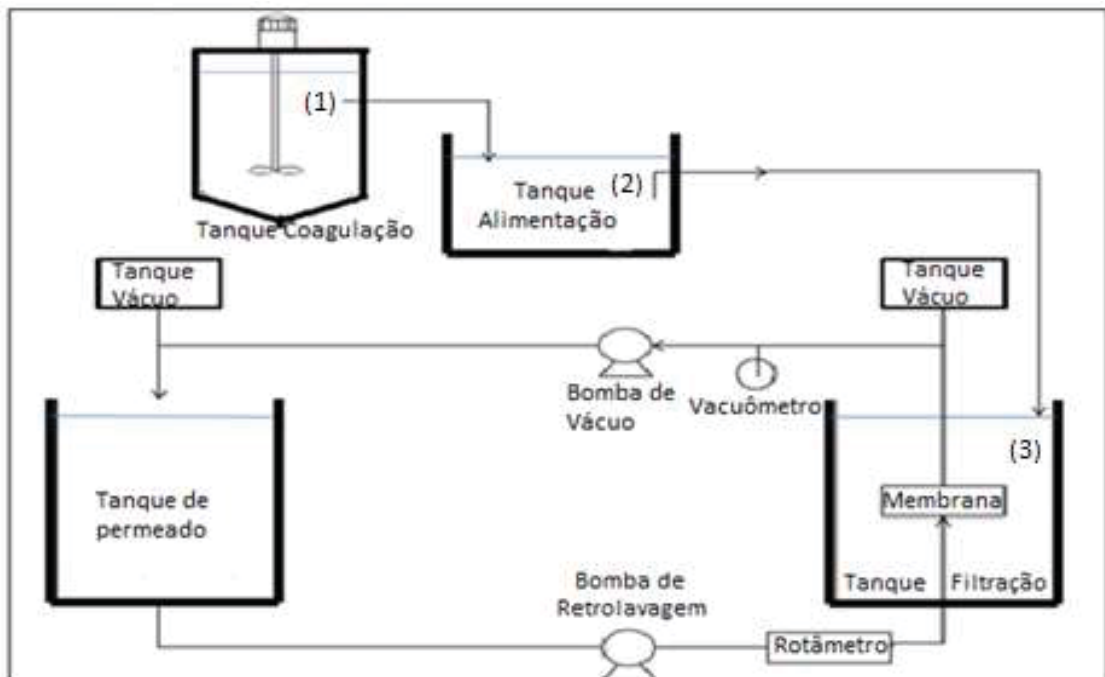 (1)
Tanque Coagulação
(2)
Tanque
Alimentação
Tanque
Vácuo
Tanque
Vácuo
Bomba de
Vácuo
Vacuômetro
(3)
Membrana
Tanque Filtração
Tanque de
permeado
Bomba de
Retrolavagem
Rotâmetro